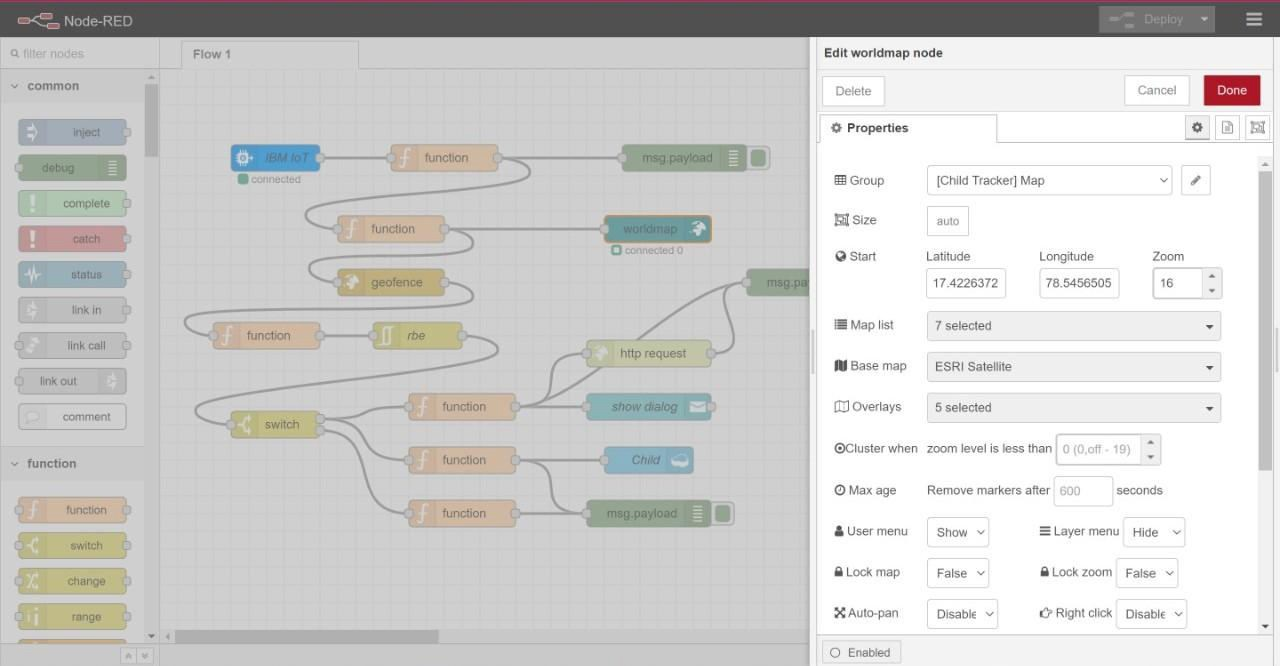 Node-RED
Deploy
filter nodes
Flow 1
Edit worldmap node
common
Delete
Cancel
Done
Properties
inject
debug
complete
catch
status
link in
link call
link out
comment
function
function
switch
change
range
IBM IoT
connected
function
msg.payload
function
worldmap
connected 0
geofence
msg.pa
function
rbe
http request
switch
function
show dialog
function
Child
function
msg.payload
Group
[Child Tracker] Map
Size
auto
Start
Latitude
Longitude
Zoom
17.4226372
78.5456505
16
Map list
7 selected
Base map
ESRI Satellite
Overlays
5 selected
Cluster when zoom level is less than 0 (0,off - 19)
Max age Remove markers after 600 seconds
User menu Show Layer menu Hide
Lock map False Lock zoom False
Auto-pan Disable Right click Disable
Enabled